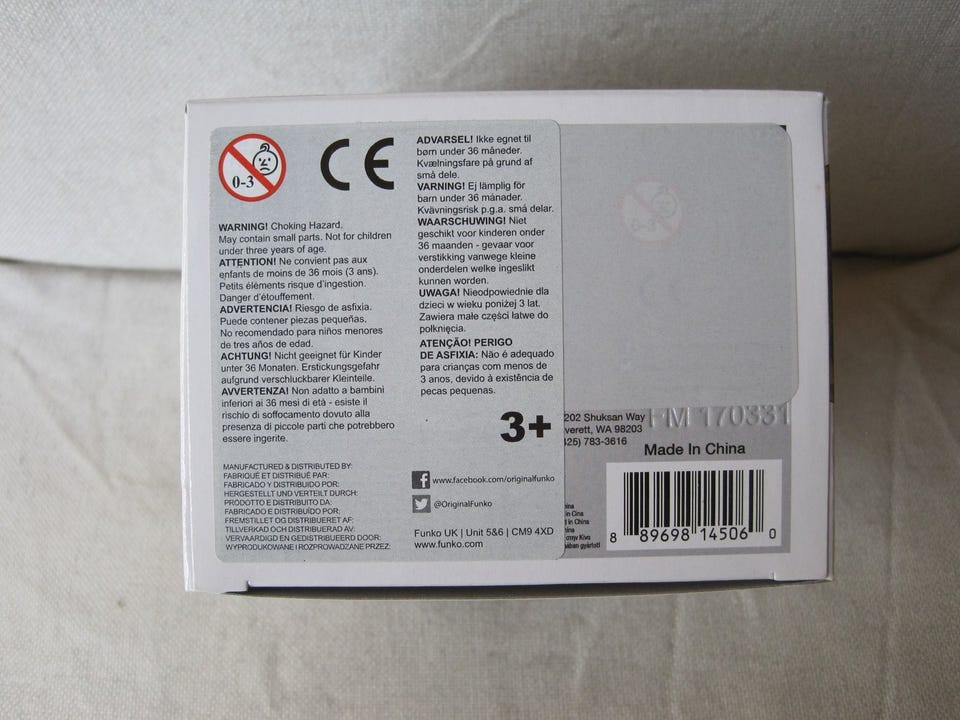 0-3
CE
WARNING! Choking Hazard.
May contain small parts. Not for children
under three years of age.
ATTENTION! Ne convient pas aux
enfants de moins de 36 mois (3 ans).
Petits éléments risque d'ingestion.
Danger d'étouffement.
ADVERTENCIA! Riesgo de asfixia.
Puede contener piezas pequeñas.
No recomendado para niños menores
de tres años de edad.
ACHTUNG! Nicht geeignet für Kinder
unter 36 Monaten. Erstickungsgefahr
aufgrund verschluckbarer Kleinteile.
AVVERTENZA! Non adatto a bambini
inferiori ai 36 mesi di età - esiste il
rischio di soffocamento dovuto alla
presenza di piccole parti che potrebbero
essere ingerite.
MANUFACTURED & DISTRIBUTED BY:
FABRIQUÉ ET DISTRIBUÉ PAR:
FABRICADO Y DISTRIBUIDO POR:
HERGESTELLT UND VERTEILT DURCH:
PRODOTTO E DISTRIBUITO DA:
FABRICADO E DISTRIBUÍDO POR:
FREMSTILLET OG DISTRIBUERET AF:
TILLVERKAD OCH DISTRIBUERAD AV:
VERVAARDIGD EN GEDISTRIBUEERD DOOR:
WYPRODUKOWANE I ROZPROWADZANE PRZEZ:
ADVARSEL! Ikke egnet til
børn under 36 måneder.
Kvælningsfare på grund af
små dele.
VARNING! Ej lämplig för
barn under 36 månader.
Kvävningsrisk p.g.a. små delar.
WAARSCHUWING! Niet
geschikt voor kinderen onder
36 maanden - gevaar voor
verstikking vanwege kleine
onderdelen welke ingeslikt
kunnen worden.
UWAGA! Nieodpowiednie dla
dzieci w wieku poniżej 3 lat.
Zawiera małe części łatwe do
połknięcia.
ATENÇÃO! PERIGO
DE ASFIXIA: Não é adequado
para crianças com menos de
3 anos, devido à existência de
pecas pequenas.
3+
www.facebook.com/originalfunko
@OriginalFunko
Funko UK | Unit 5&6 | CM9 4XD
www.funko.com
202 Shuksan Way
verett, WA 98203
425) 783-3616
HM 170331
Made In China
in Cina
in China
gyártotl
8 89698 14506 0